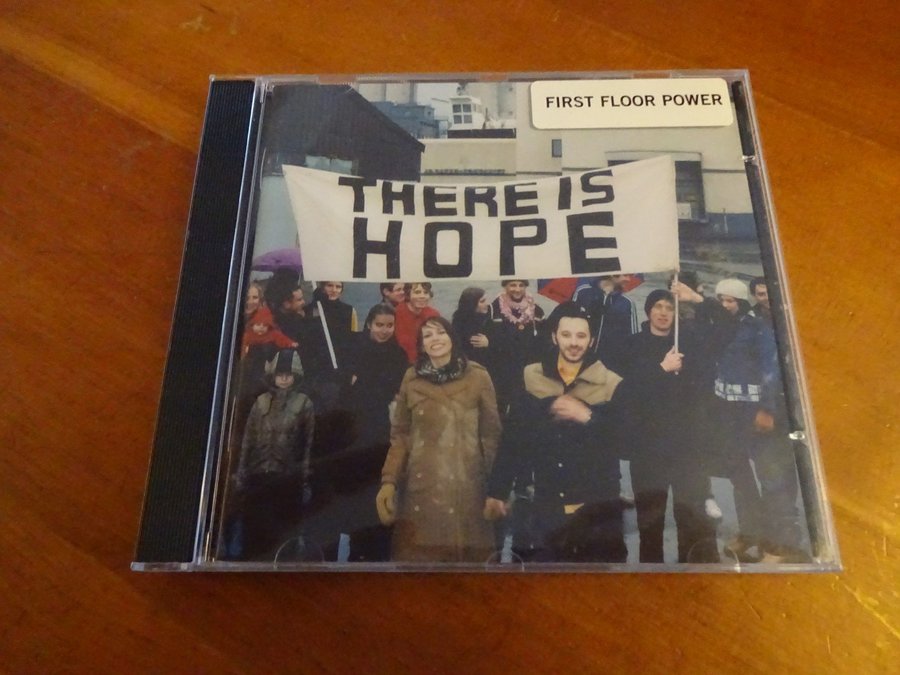 FIRST FLOOR POWER
THERE IS
HOPE